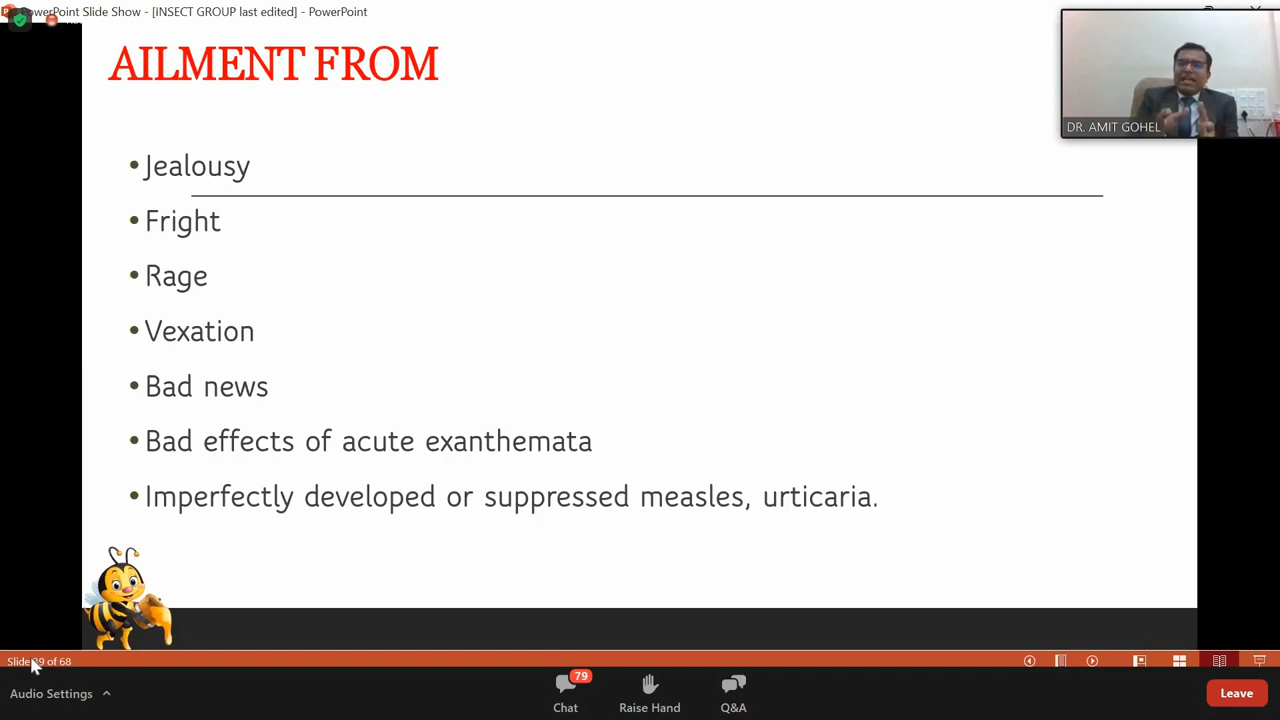 PowerPoint Slide Show - [INSECT GROUP last edited] - PowerPoint
AILMENT FROM
DR. AMIT GOHEL
• Jealousy
• Fright
• Rage
• Vexation
• Bad news
• Bad effects of acute exanthemata
• Imperfectly developed or suppressed measles, urticaria.
Slide of 68
Audio Settings
79
Chat
Raise Hand
Q&A
Leave